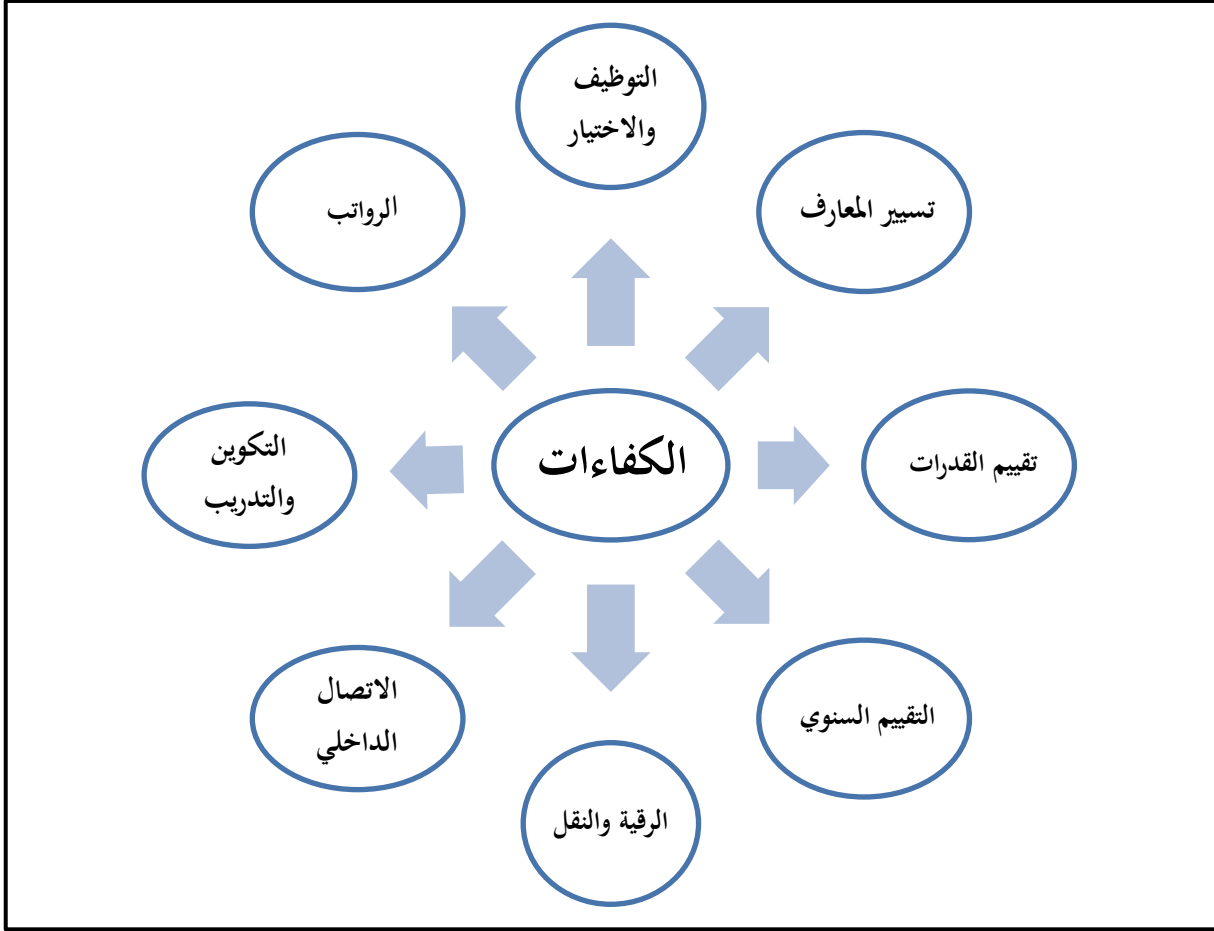 التوظيف
والاختيار
تسيير المعارف
الرواتب
تقييم القدرات
الكفاءات
التكوين
والتدريب
التقييم السنوي
الاتصال
الداخلي
الرقية والنقل